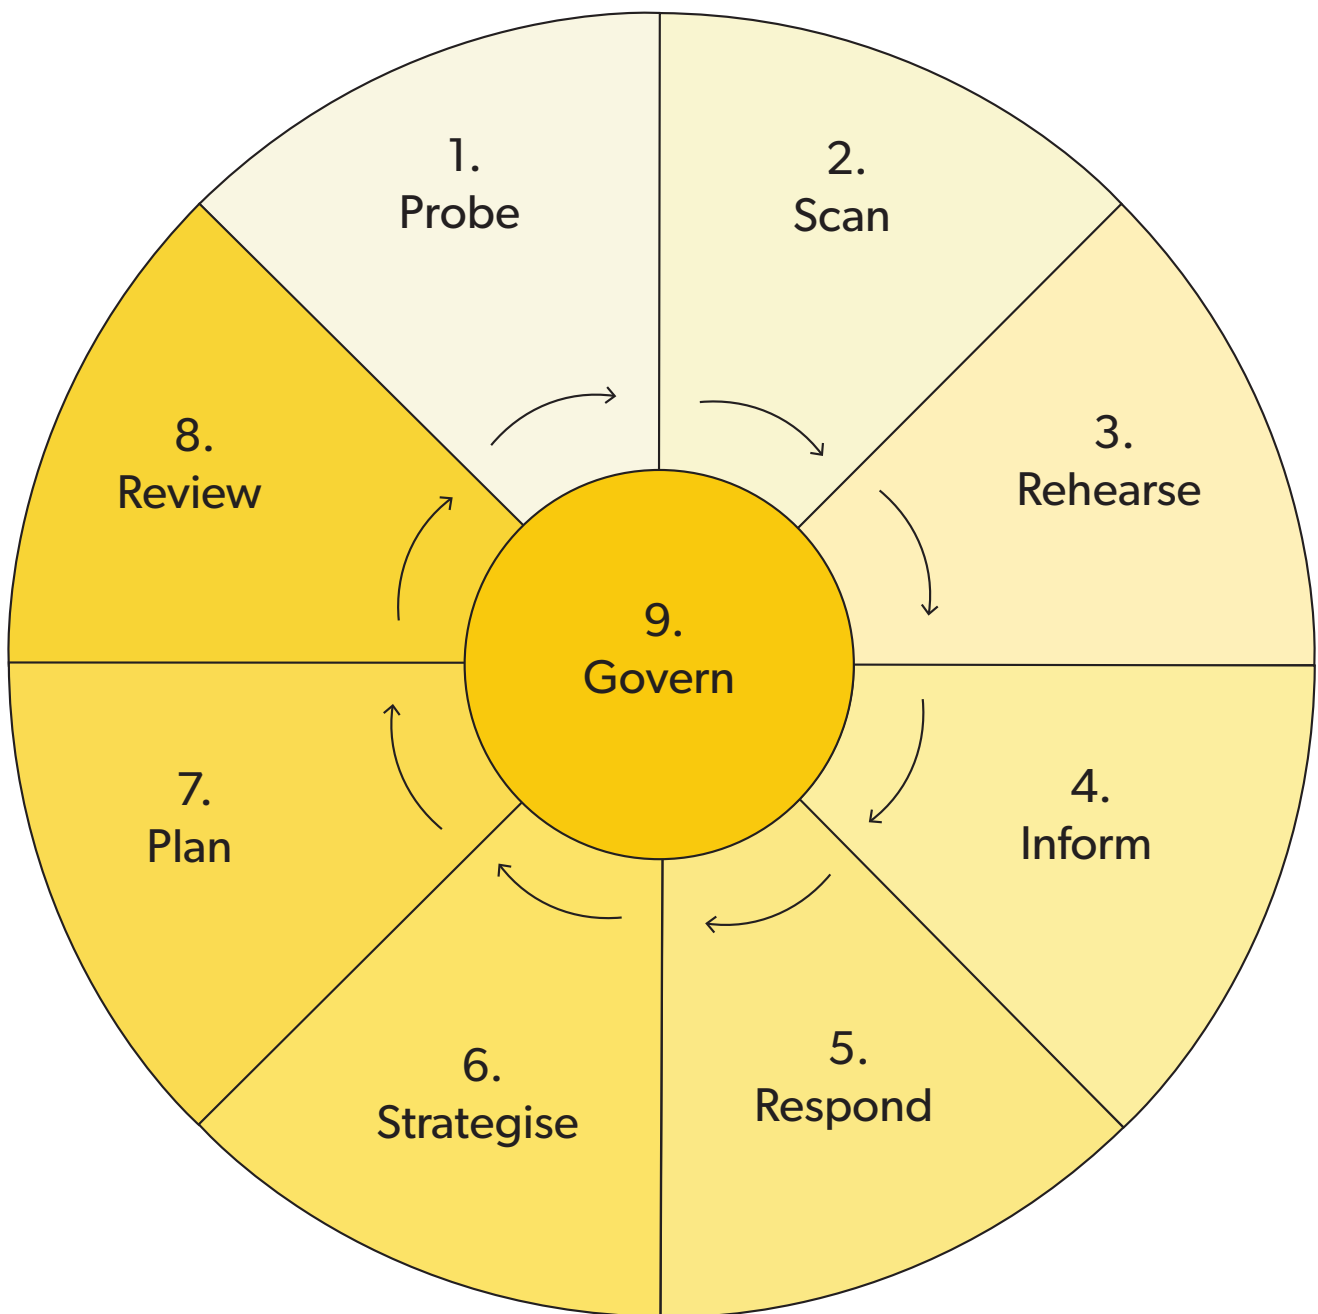 1.
Probe
2.
Scan
3.
Rehearse
4.
Inform
5.
Respond
6.
Strategise
7.
Plan
8.
Review
9.
Govern